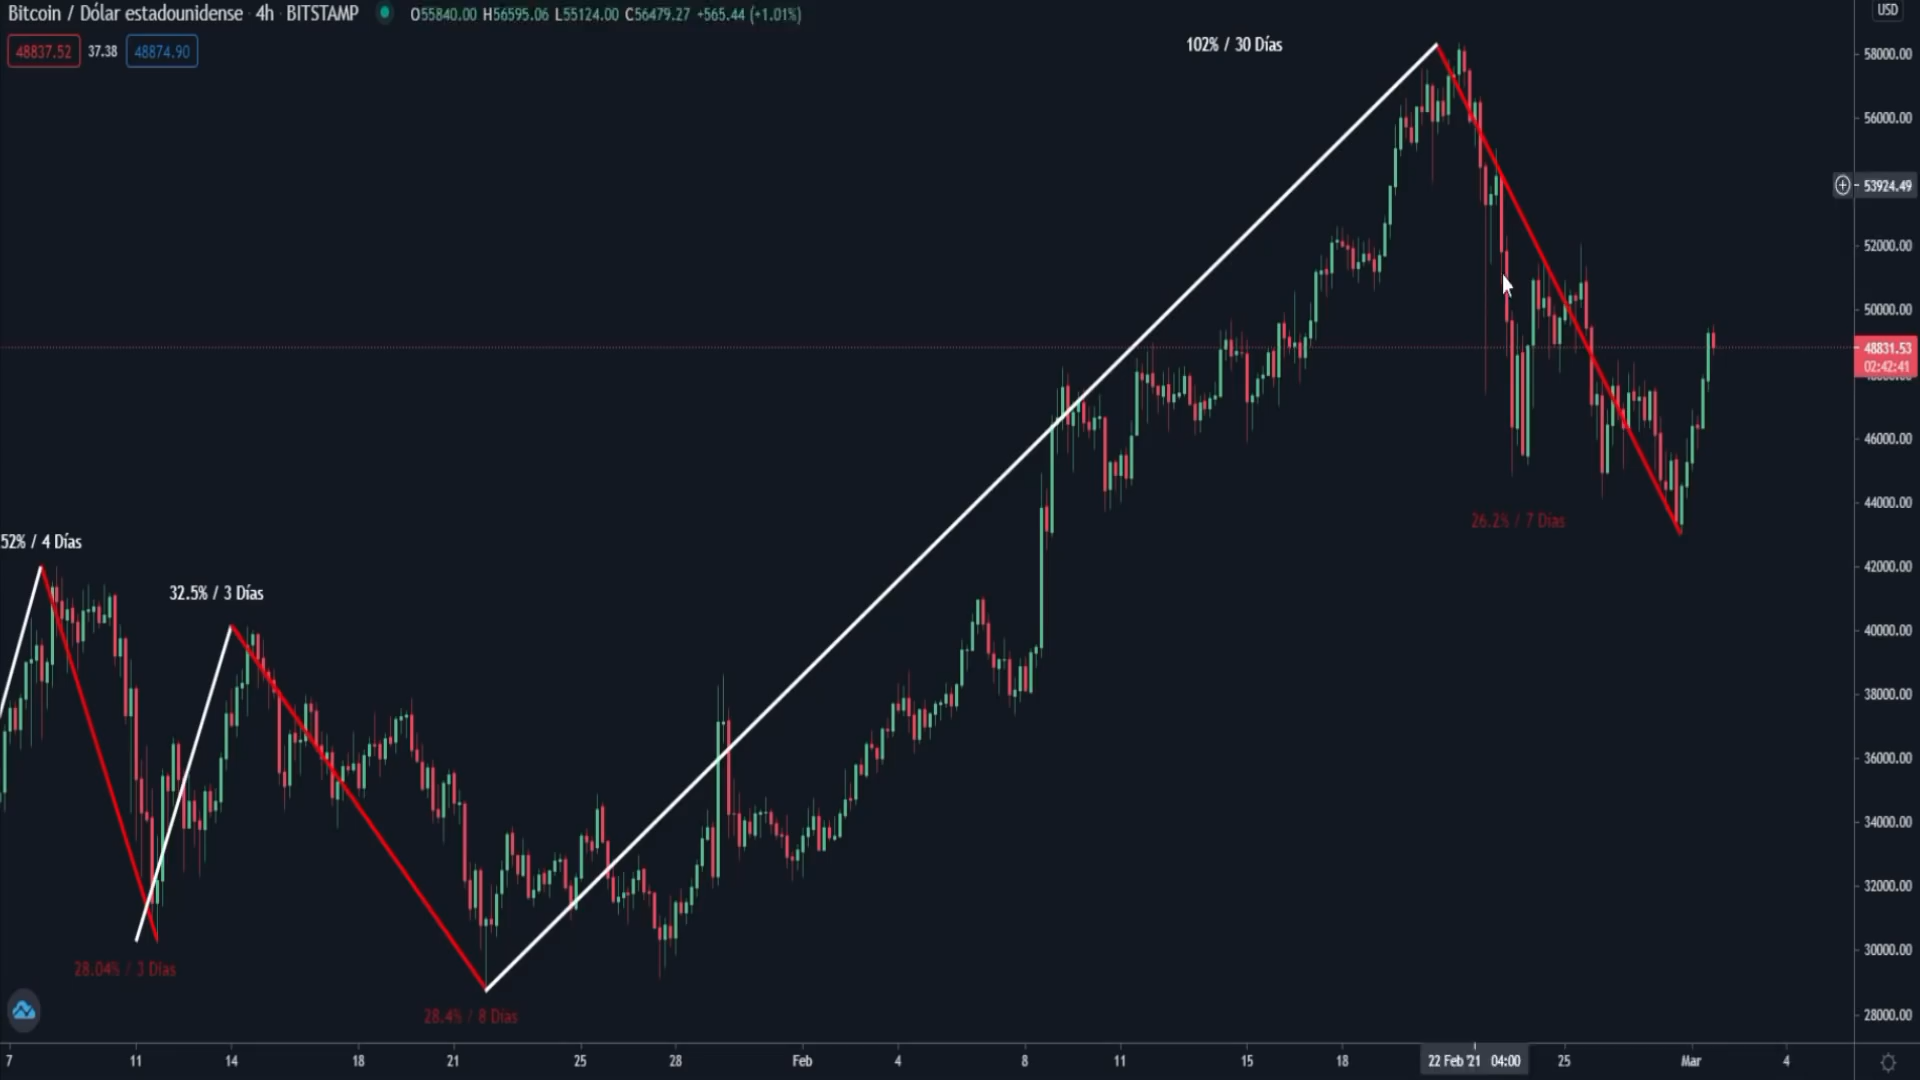 Bitcoin / Dólar estadounidense · 4h · BITSTAMP O55840.00 H56595.06 L55124.00 C56479.27 +565.44 (+1.01%)
USD
48837.52 37.38 48874.90
102% / 30 Días
58000.00
56000.00
53924.49
52000.00
50000.00
48831.53
02:42:41
46000.00
44000.00
26.2% / 7 Días
52% / 4 Días
42000.00
32.5% / 3 Días
40000.00
38000.00
36000.00
34000.00
32000.00
30000.00
28.04% / 3 Días
28.4% / 8 Días
28000.00
7 11 14 18 21 25 28 Feb 4 8 11 15 18 22 Feb '21 04:00 25 Mar 4